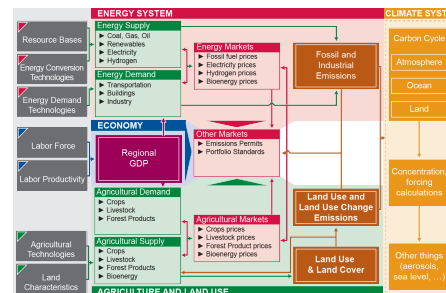 ENERGY SYSTEM
CLIMATE SYST
Resource Bases
Energy Conversion
Technologies
Energy Demand
Technologies
Energy Supply
Coal, Gas, Oil
Renewables
Electricity
Hydrogen
Energy Demand
Transportation
Buildings
Industry
Energy Markets
Fossil fuel prices
Electricity prices
Hydrogen prices
Bioenergy prices
Fossil and
Industrial
Emissions
Carbon Cycle
Atmosphere
Ocean
Land
ECONOMY
Labor Force
Labor Productivity
Regional
GDP
Other Markets
Emissions Permits
Portfolio Standards
Concentration,
forcing
calculations
Agricultural Demand
Crops
Livestock
Forest Products
Agricultural Supply
Crops
Livestock
Forest Products
Bioenergy
Agricultural Markets
Crops prices
Livestock prices
Forest Product prices
Bioenergy prices
Land Use and
Land Use Change
Emissions
Land Use
& Land Cover
Agricultural
Technologies
Land
Characteristics
Other things
(aerosols,
sea level, ...)
AGRICULTURE AND LAND USE